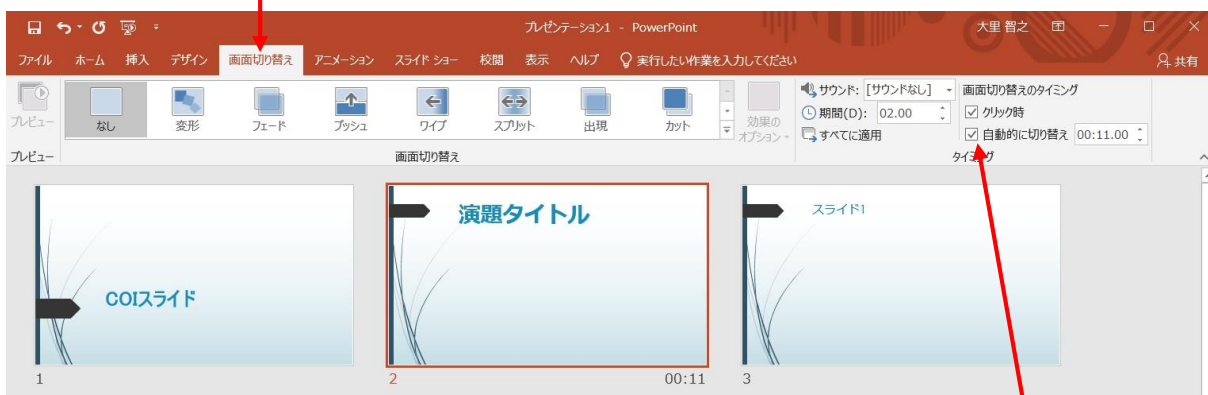 プレゼンテーション1 - PowerPoint 大里 智之
ファイル ホーム 挿入 デザイン 画面切り替え アニメーション スライド ショー 校閲 表示 ヘルプ 実行したい作業を入力してください 共有
プレビュー
なし 変形 フェード プッシュ ワイプ スプリット 出現 カット
効果のオプション
サウンド: [サウンドなし]
期間(D): 02.00
すべてに適用
画面切り替えのタイミング
クリック時
自動的に切り替え 00:11.00
プレビュー 画面切り替え タイミング
COIスライド
1
演題タイトル
2 00:11
スライド1
3